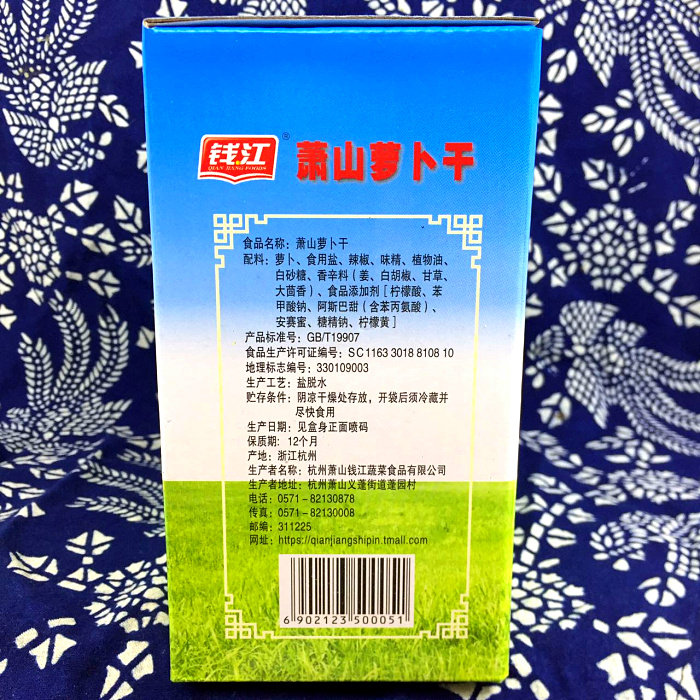 钱江
QIAN JIANG FOODS
®
萧山萝卜干
食品名称：萧山萝卜干
配料：萝卜、食用盐、辣椒、味精、植物油、
白砂糖、香辛料（姜、白胡椒、甘草、
大茴香）、食品添加剂［柠檬酸、苯
甲酸钠、阿斯巴甜（含苯丙氨酸）、
安赛蜜、糖精钠、柠檬黄］
产品标准号：GB/T19907
食品生产许可证编号：SC1163 3018 8108 10
地理标志编号：330109003
生产工艺：盐脱水
贮存条件：阴凉干燥处存放，开袋后须冷藏并
尽快食用
生产日期：见盒身正面喷码
保质期：12个月
产地：浙江杭州
生产者名称：杭州萧山钱江蔬菜食品有限公司
生产者地址：杭州萧山义蓬街道蓬园村
电话：0571－82130878
传真：0571－82130008
邮编：311225
网址：https://qianjiangshipin.tmall.com
6 902123 500051